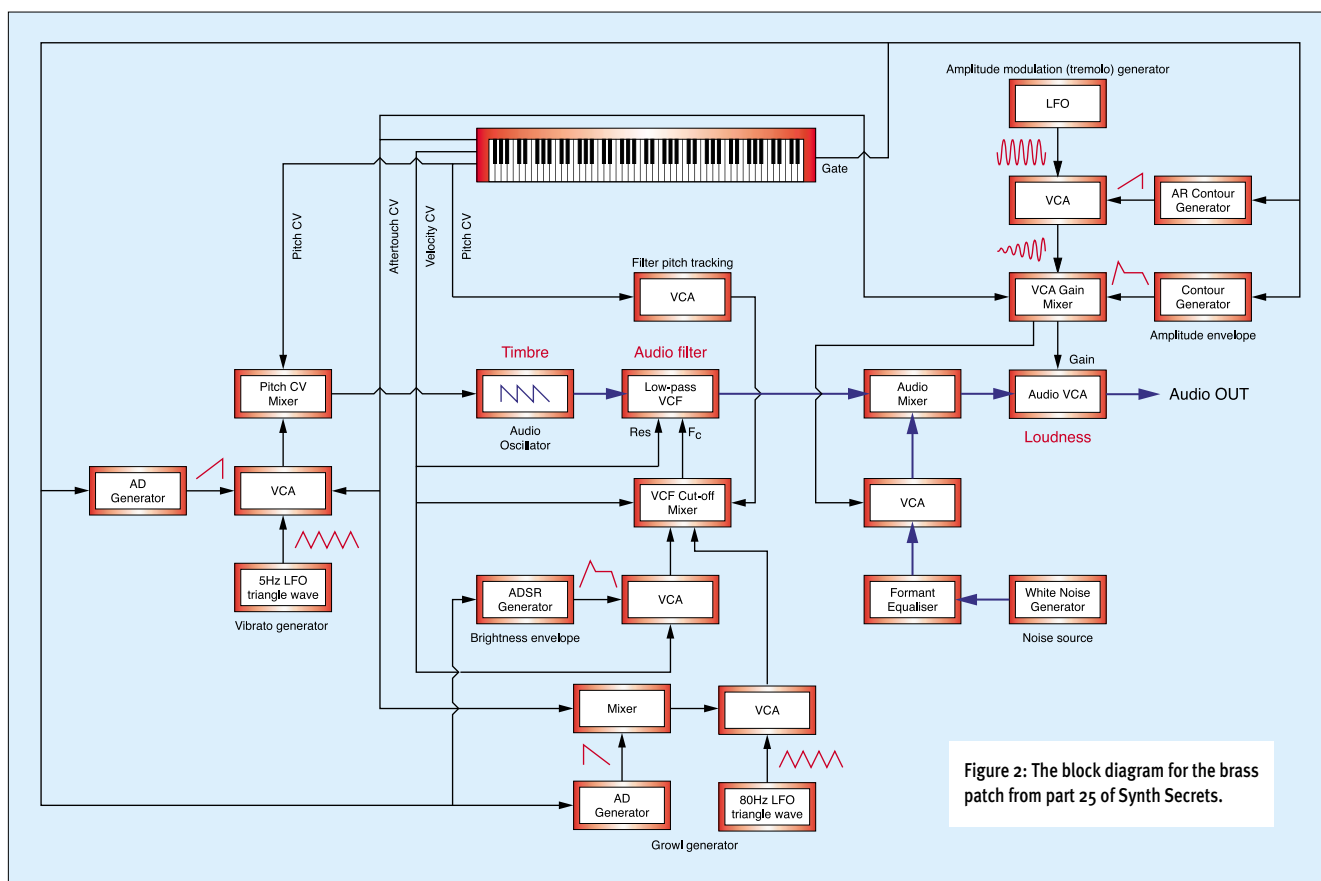 Amplitude modulation (tremolo) generator
LFO
Gate
VCA
AR Contour
Generator
Pitch CV
Aftertouch CV
Velocity CV
Pitch CV
Filter pitch tracking
VCA
VCA Gain
Mixer
Contour
Generator
Amplitude envelope
Gain
Timbre
Audio filter
Pitch CV
Mixer
Low-pass
VCF
Audio
Mixer
Audio VCA
Audio OUT
Audio
Oscillator
Res
Fc
Loudness
AD
Generator
VCA
VCF Cut-off
Mixer
VCA
5Hz LFO
triangle wave
Vibrato generator
ADSR
Generator
Brightness envelope
VCA
Formant
Equaliser
White Noise
Generator
Noise source
Mixer
VCA
AD
Generator
80Hz LFO
triangle wave
Growl generator
Figure 2: The block diagram for the brass
patch from part 25 of Synth Secrets.